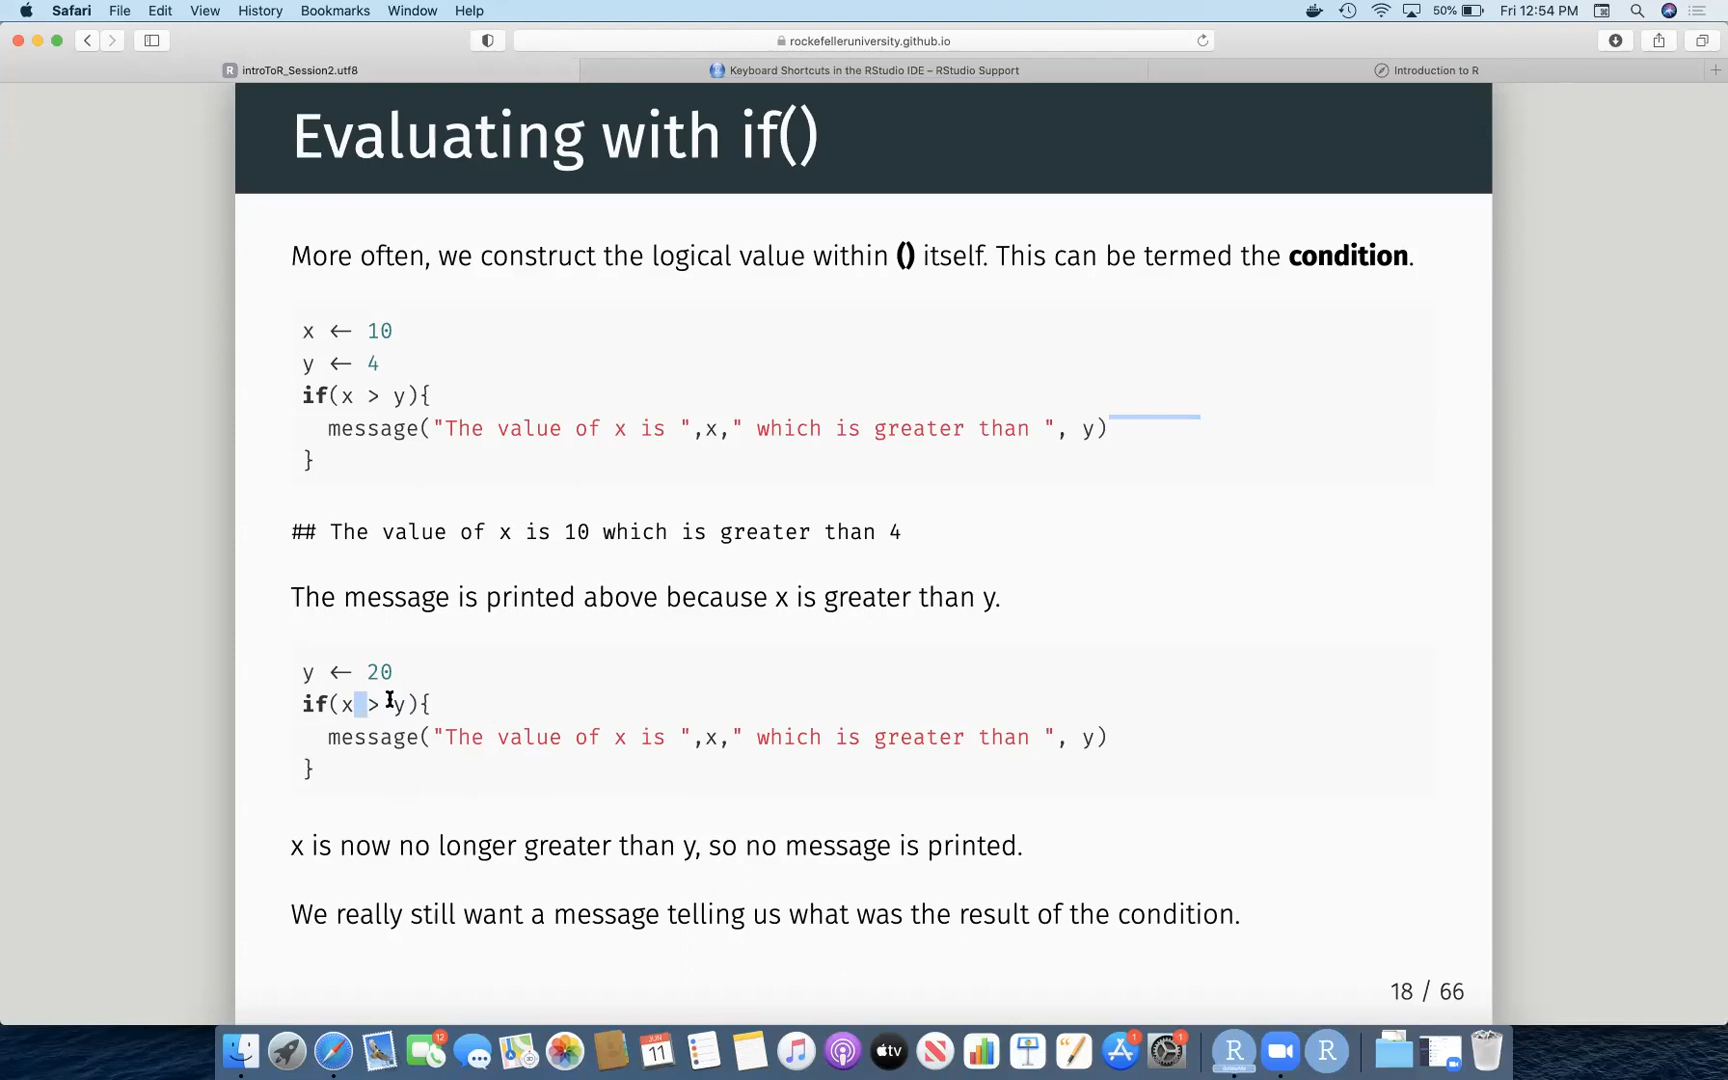 Safari File Edit View History Bookmarks Window Help 50% Fri 12:54 PM
rockefelleruniversity.github.io
introToR_Session2.utf8 Keyboard Shortcuts in the RStudio IDE – RStudio Support Introduction to R
Evaluating with if()
More often, we construct the logical value within () itself. This can be termed the condition.
x ← 10
y ← 4
if(x > y){
message("The value of x is ",x," which is greater than ", y)
}
## The value of x is 10 which is greater than 4
The message is printed above because x is greater than y.
y ← 20
if(x > y){
message("The value of x is ",x," which is greater than ", y)
}
x is now no longer greater than y, so no message is printed.
We really still want a message telling us what was the result of the condition.
18 / 66
12 JUN 11 tv 1 1